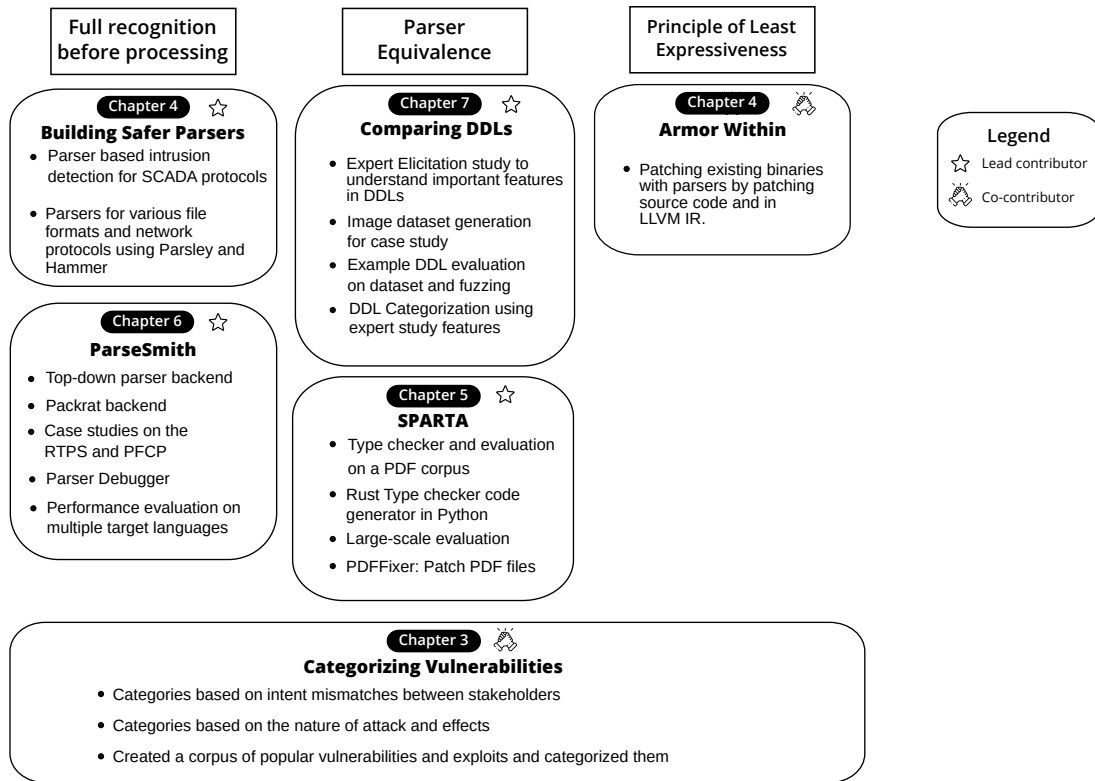 Full recognition
before processing
Parser
Equivalence
Principle of Least
Expressiveness
Chapter 4
Building Safer Parsers
Parser based intrusion
detection for SCADA protocols
Parsers for various file
formats and network
protocols using Parsley and
Hammer
Chapter 6
ParseSmith
Top-down parser backend
Packrat backend
Case studies on the
RTPS and PFCP
Parser Debugger
Performance evaluation on
multiple target languages
Chapter 7
Comparing DDLs
Expert Elicitation study to
understand important features
in DDLs
Image dataset generation
for case study
Example DDL evaluation
on dataset and fuzzing
DDL Categorization using
expert study features
Chapter 5
SPARTA
Type checker and evaluation
on a PDF corpus
Rust Type checker code
generator in Python
Large-scale evaluation
PDFFixer: Patch PDF files
Chapter 4
Armor Within
Patching existing binaries
with parsers by patching
source code and in
LLVM IR.
Legend
Lead contributor
Co-contributor
Chapter 3
Categorizing Vulnerabilities
Categories based on intent mismatches between stakeholders
Categories based on the nature of attack and effects
Created a corpus of popular vulnerabilities and exploits and categorized them